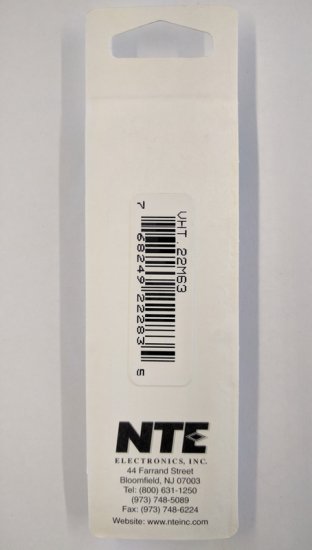 VHT.22M63
7 68249 22283 5
NTE
ELECTRONICS, INC.
44 Farrand Street
Bloomfield, NJ 07003
Tel: (800) 631-1250
(973) 748-5089
Fax: (973) 748-6224
Website: www.nteinc.com